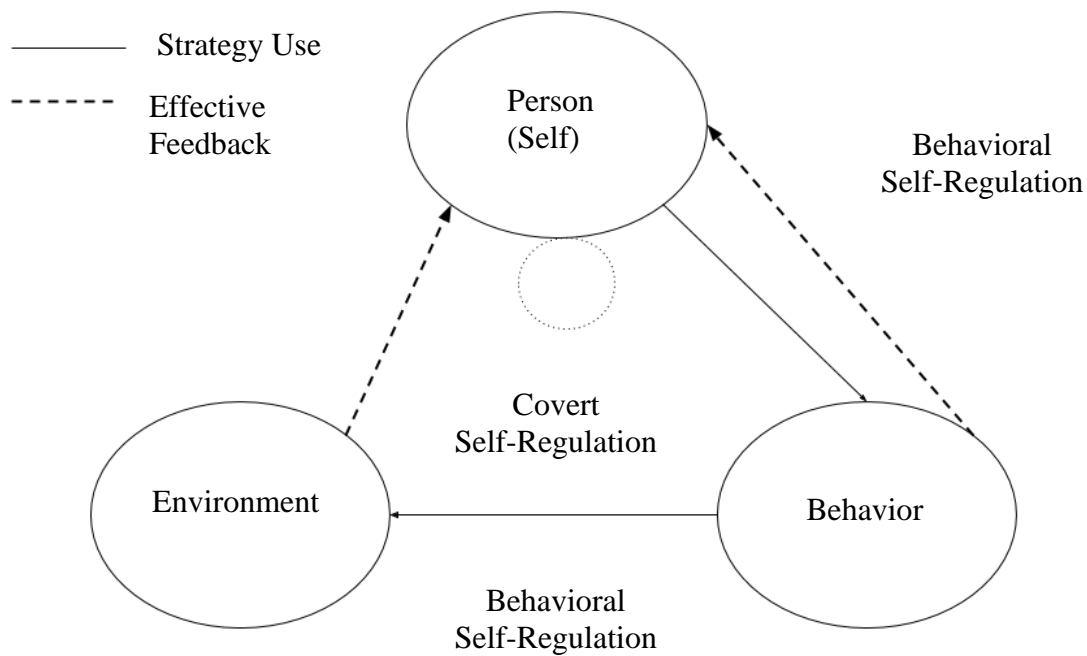 Strategy Use
Effective
Feedback
Person
(Self)
Behavioral
Self-Regulation
Covert
Self-Regulation
Environment
Behavior
Behavioral
Self-Regulation